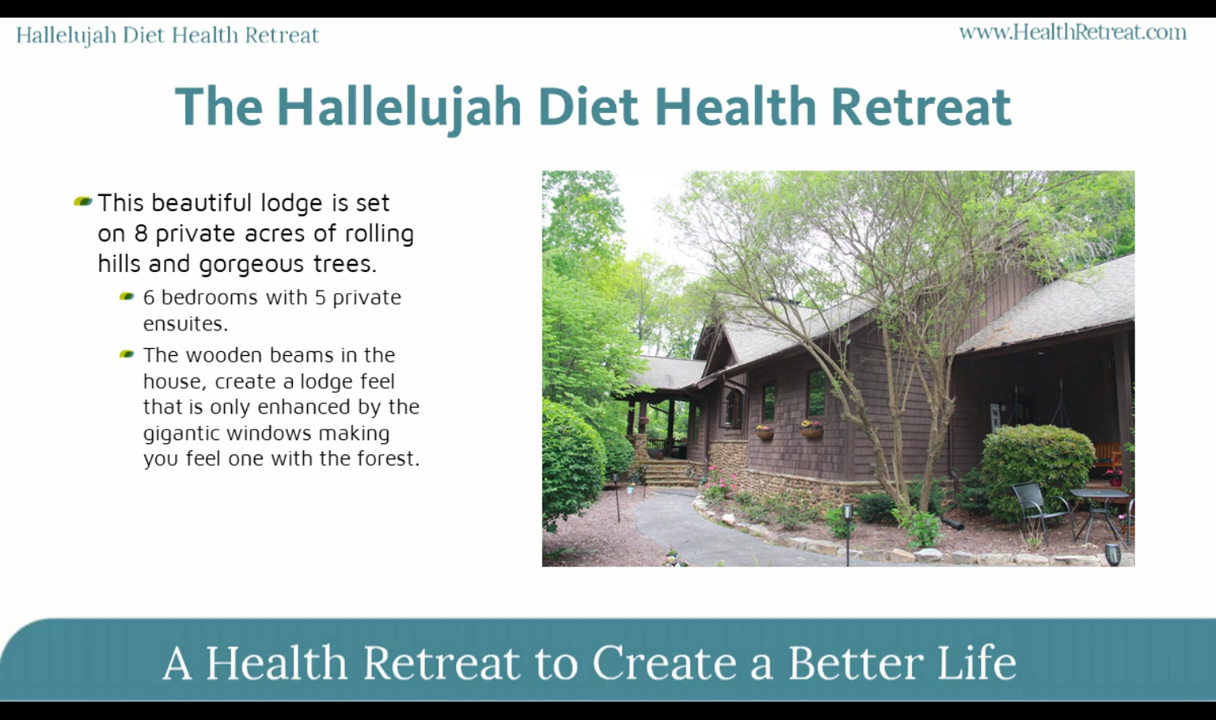 Hallelujah Diet Health Retreat
www.HealthRetreat.com
The Hallelujah Diet Health Retreat
This beautiful lodge is set
on 8 private acres of rolling
hills and gorgeous trees.
6 bedrooms with 5 private
ensuites.
The wooden beams in the
house, create a lodge feel
that is only enhanced by the
gigantic windows making
you feel one with the forest.
A Health Retreat to Create a Better Life